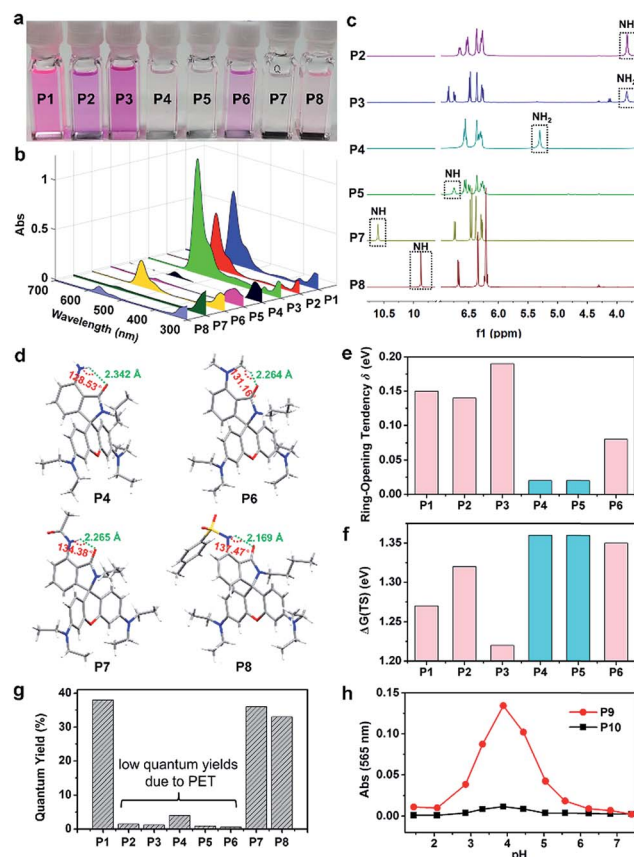 a
P1 P2 P3 P4 P5 P6 P7 P8
b
Abs
1
0.5
0
700
600
500
400
300
Wavelength (nm)
P8 P7 P6 P5 P4 P3 P2 P1
c
P2
NH2
P3
NH2
P4
NH2
P5
NH
P7
NH
P8
NH
10.5 10 6.5 6.0 5.5 5.0 4.5 4.0
f1 (ppm)
d
2.342 Å
128.53°
P4
2.264 Å
131.16°
P6
2.265 Å
134.38°
P7
2.169 Å
137.47°
P8
e
Ring-Opening Tendency δ (eV)
0.20
0.15
0.10
0.05
0.00
P1 P2 P3 P4 P5 P6
f
ΔG(TS) (eV)
1.35
1.30
1.25
1.20
P1 P2 P3 P4 P5 P6
g
Quantum Yield (%)
40
30
20
10
0
low quantum yields
due to PET
P1 P2 P3 P4 P5 P6 P7 P8
h
Abs (565 nm)
0.15
0.10
0.05
0.00
P9
P10
2 3 4 5 6 7
pH